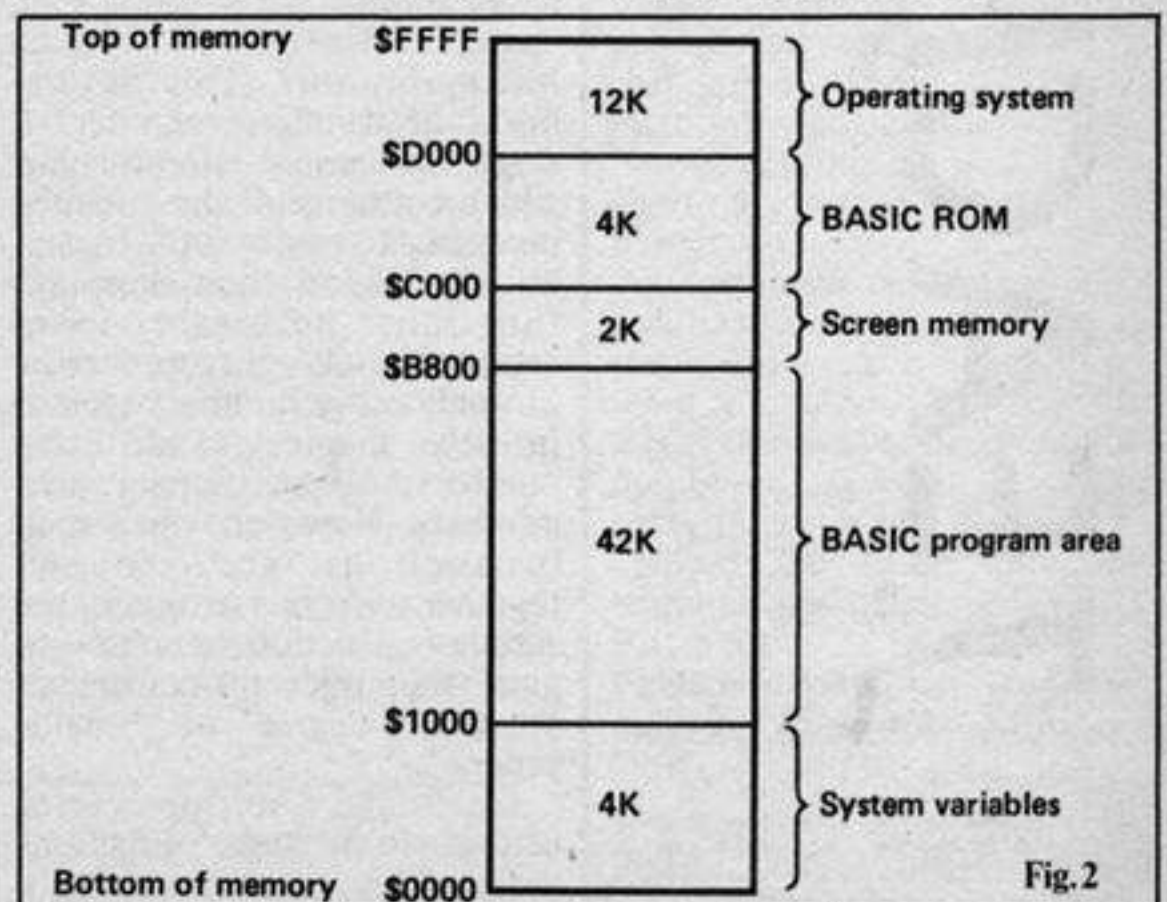 Top of memory $FFFF
12K Operating system
$D000
4K BASIC ROM
$C000
2K Screen memory
$B800
42K BASIC program area
$1000
4K System variables
Fig.2
Bottom of memory $0000